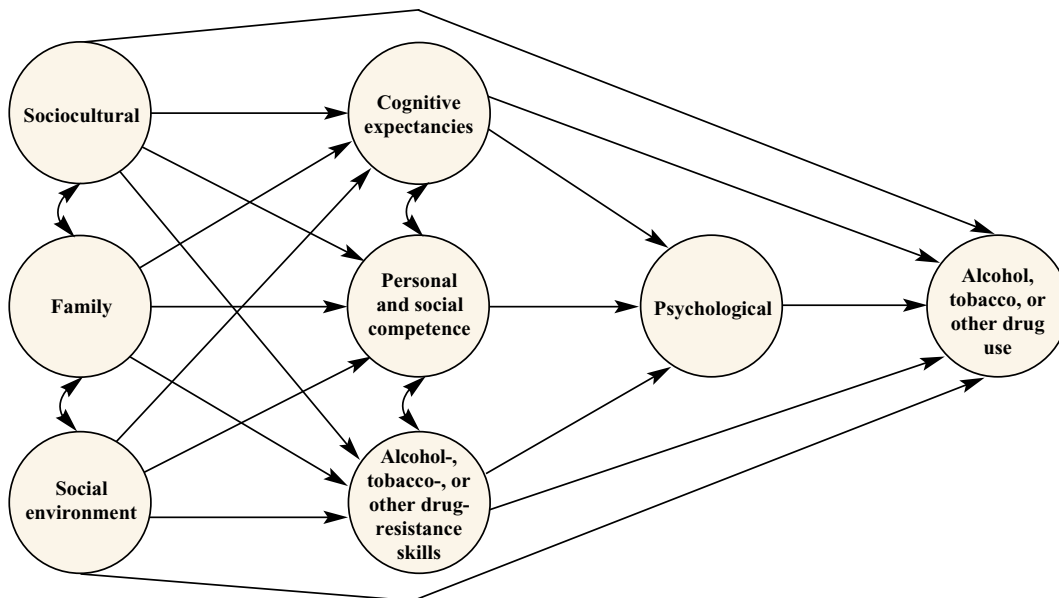 Sociocultural
Cognitive
expectancies
Family
Personal
and social
competence
Psychological
Alcohol,
tobacco, or
other drug
use
Social
environment
Alcohol-,
tobacco-, or
other drug-
resistance
skills